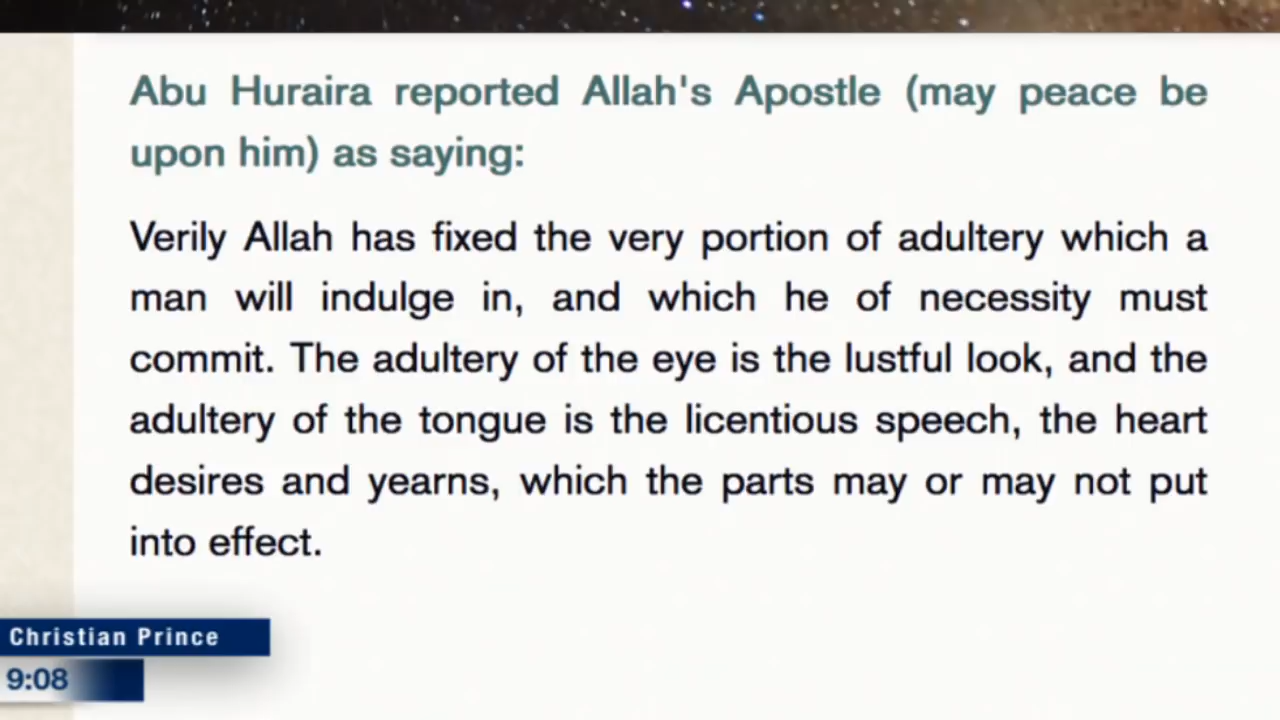 Abu Huraira reported Allah's Apostle (may peace be
upon him) as saying:
Verily Allah has fixed the very portion of adultery which a
man will indulge in, and which he of necessity must
commit. The adultery of the eye is the lustful look, and the
adultery of the tongue is the licentious speech, the heart
desires and yearns, which the parts may or may not put
into effect.
Christian Prince
9:08